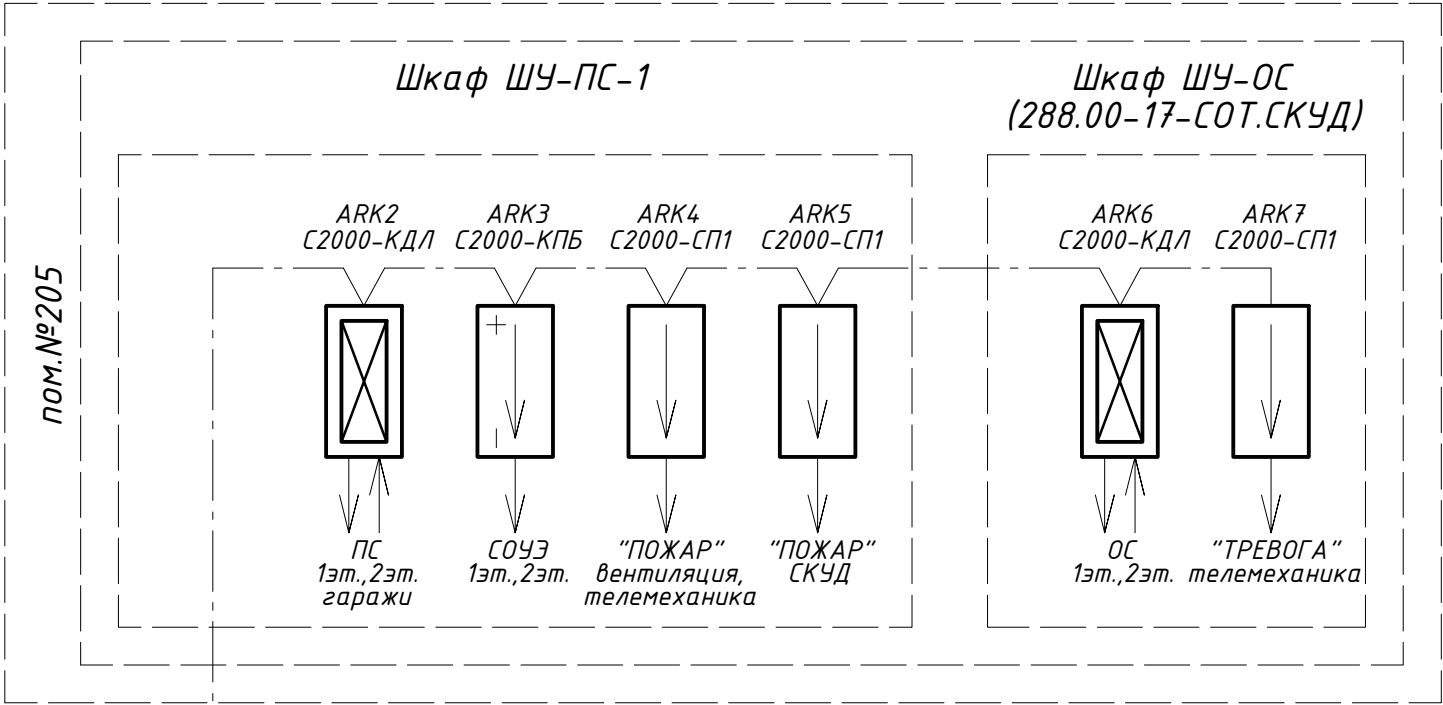 Шкаф ШУ-ПС-1
Шкаф ШУ-ОС
(288.00-17-СОТ.СКУД)
пом.№205
ARK2
С2000-КДЛ
ARK3
С2000-КПБ
ARK4
С2000-СП1
ARK5
С2000-СП1
ARK6
С2000-КДЛ
ARK7
С2000-СП1
+
-
ПС
1эт.,2эт.
гаражи
СОУЭ
1эт.,2эт.
"ПОЖАР"
вентиляция,
телемеханика
"ПОЖАР"
СКУД
ОС
1эт.,2эт.
"ТРЕВОГА"
телемеханика